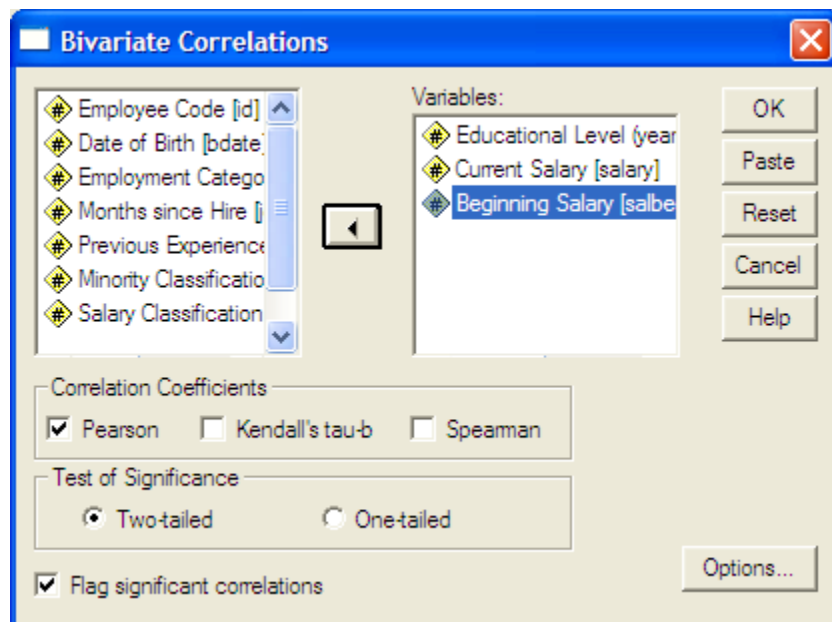 Bivariate Correlations
Employee Code [id]
Date of Birth [bdate]
Employment Catego
Months since Hire [j
Previous Experience
Minority Classificatio
Salary Classification
Variables:
Educational Level (year
Current Salary [salary]
Beginning Salary [salbe
OK
Paste
Reset
Cancel
Help
Correlation Coefficients
Pearson Kendall's tau-b Spearman
Test of Significance
Two-tailed One-tailed
Flag significant correlations
Options...